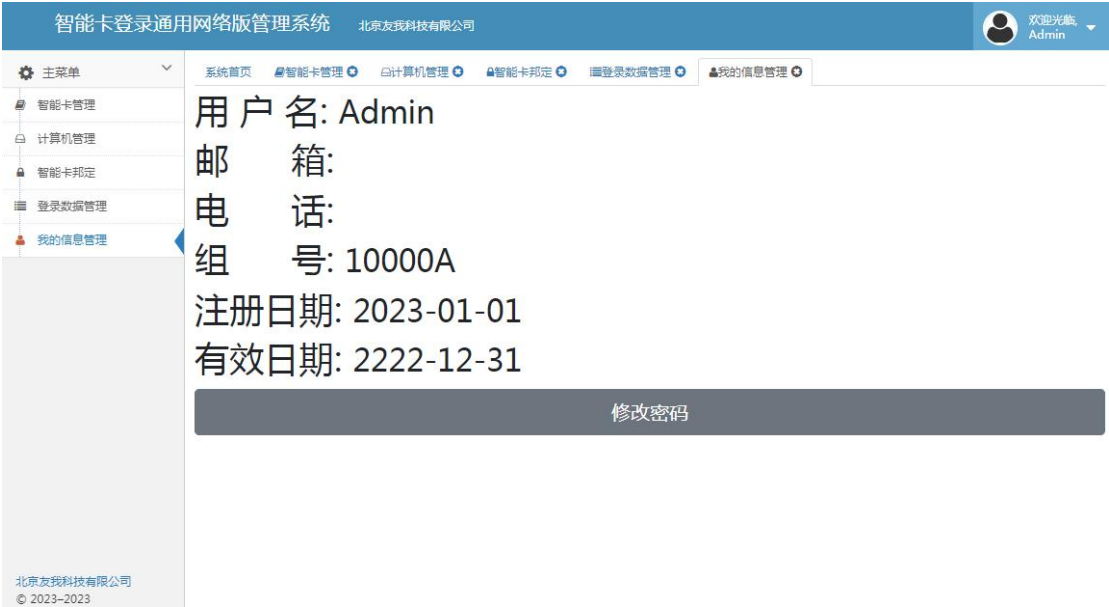 智能卡登录通用网络版管理系统 北京友我科技有限公司
欢迎光临,
Admin
主菜单
系统首页 智能卡管理 计算机管理 智能卡邦定 登录数据管理 我的信息管理
智能卡管理
计算机管理
智能卡邦定
登录数据管理
我的信息管理
用 户 名: Admin
邮 箱:
电 话:
组 号: 10000A
注册日期: 2023-01-01
有效日期: 2222-12-31
修改密码
北京友我科技有限公司
© 2023–2023